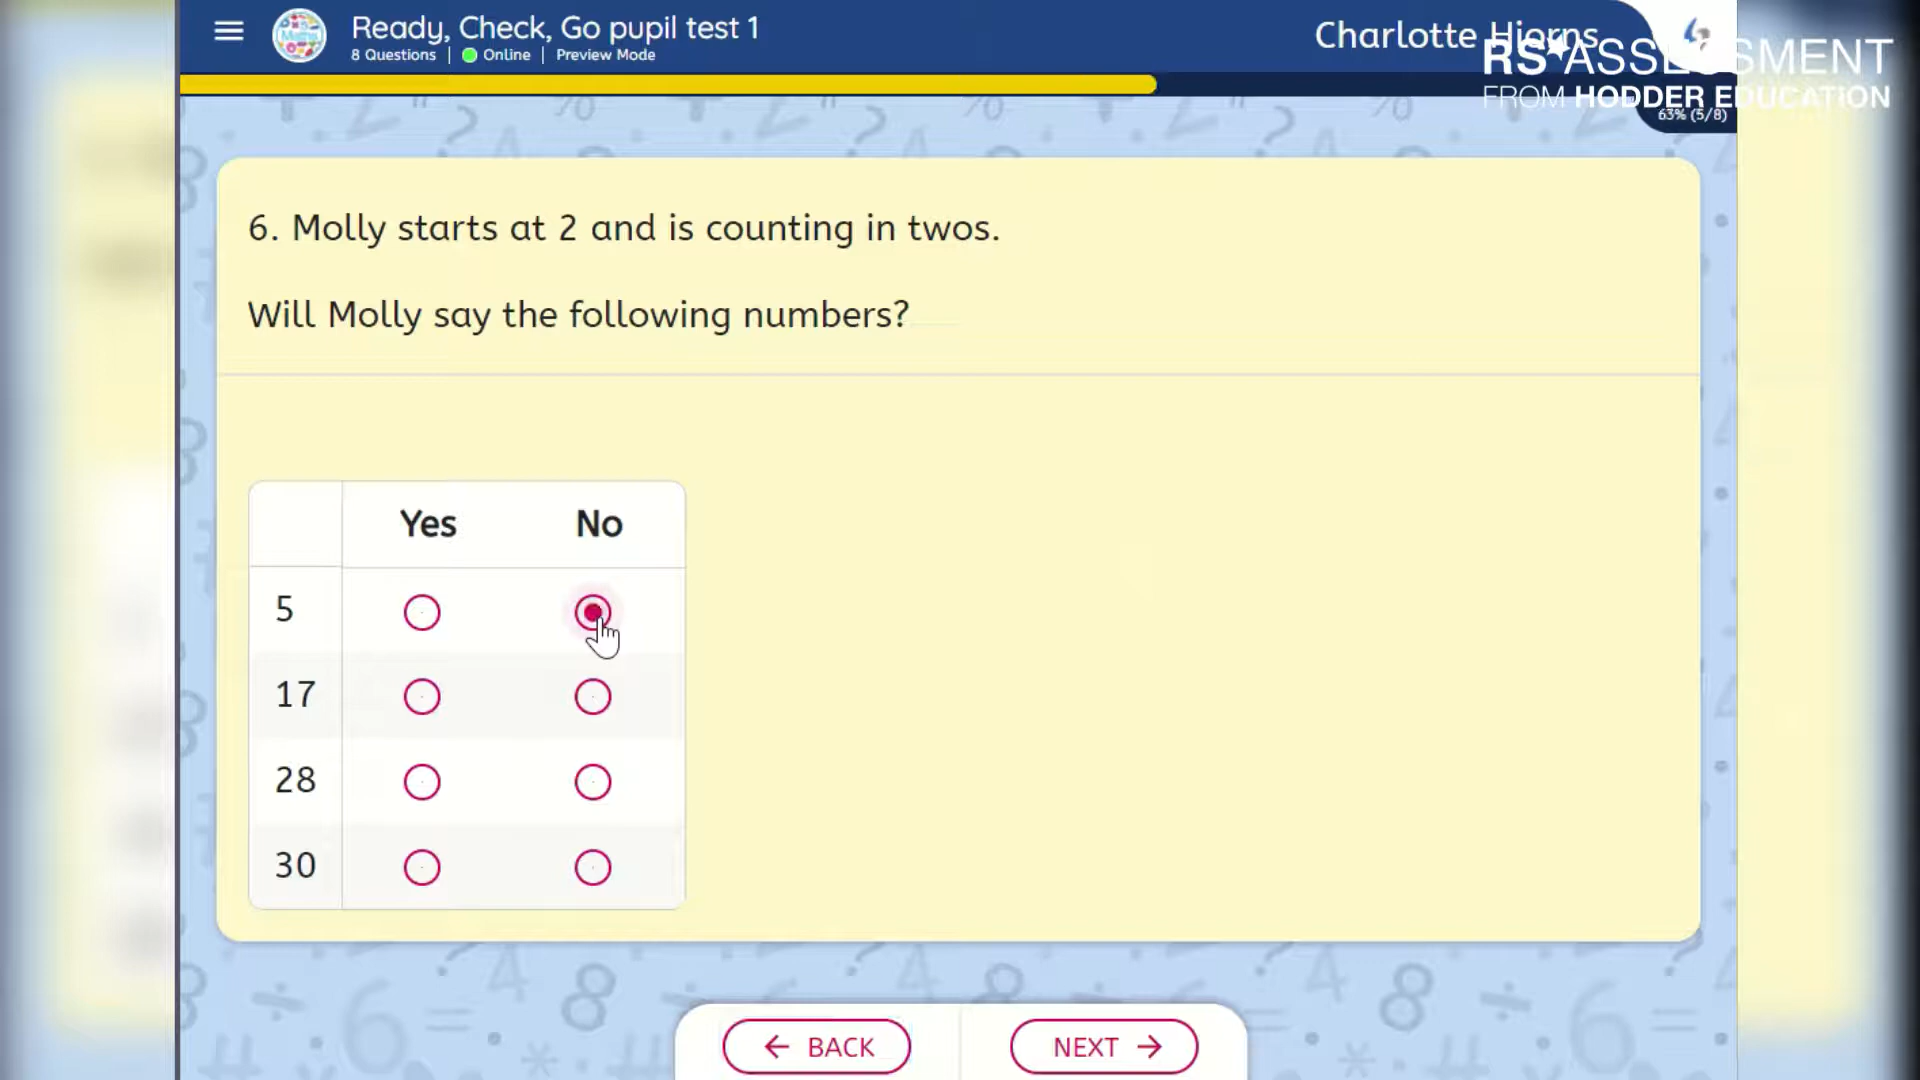 Ready, Check, Go pupil test 1
8 Questions | Online | Preview Mode
Charlotte Hiorns
RS ASSESSMENT
FROM HODDER EDUCATION
63% (5/8)
6. Molly starts at 2 and is counting in twos.
Will Molly say the following numbers?
Yes No
5
17
28
30
← BACK
NEXT →